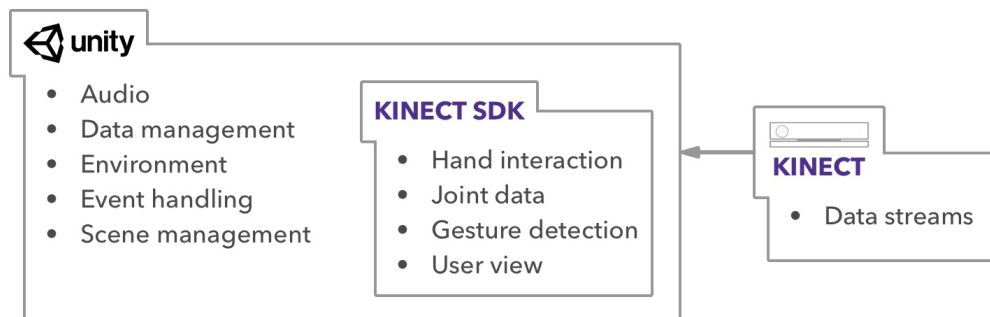 unity
• Audio
• Data management
• Environment
• Event handling
• Scene management
KINECT SDK
• Hand interaction
• Joint data
• Gesture detection
• User view
KINECT
• Data streams